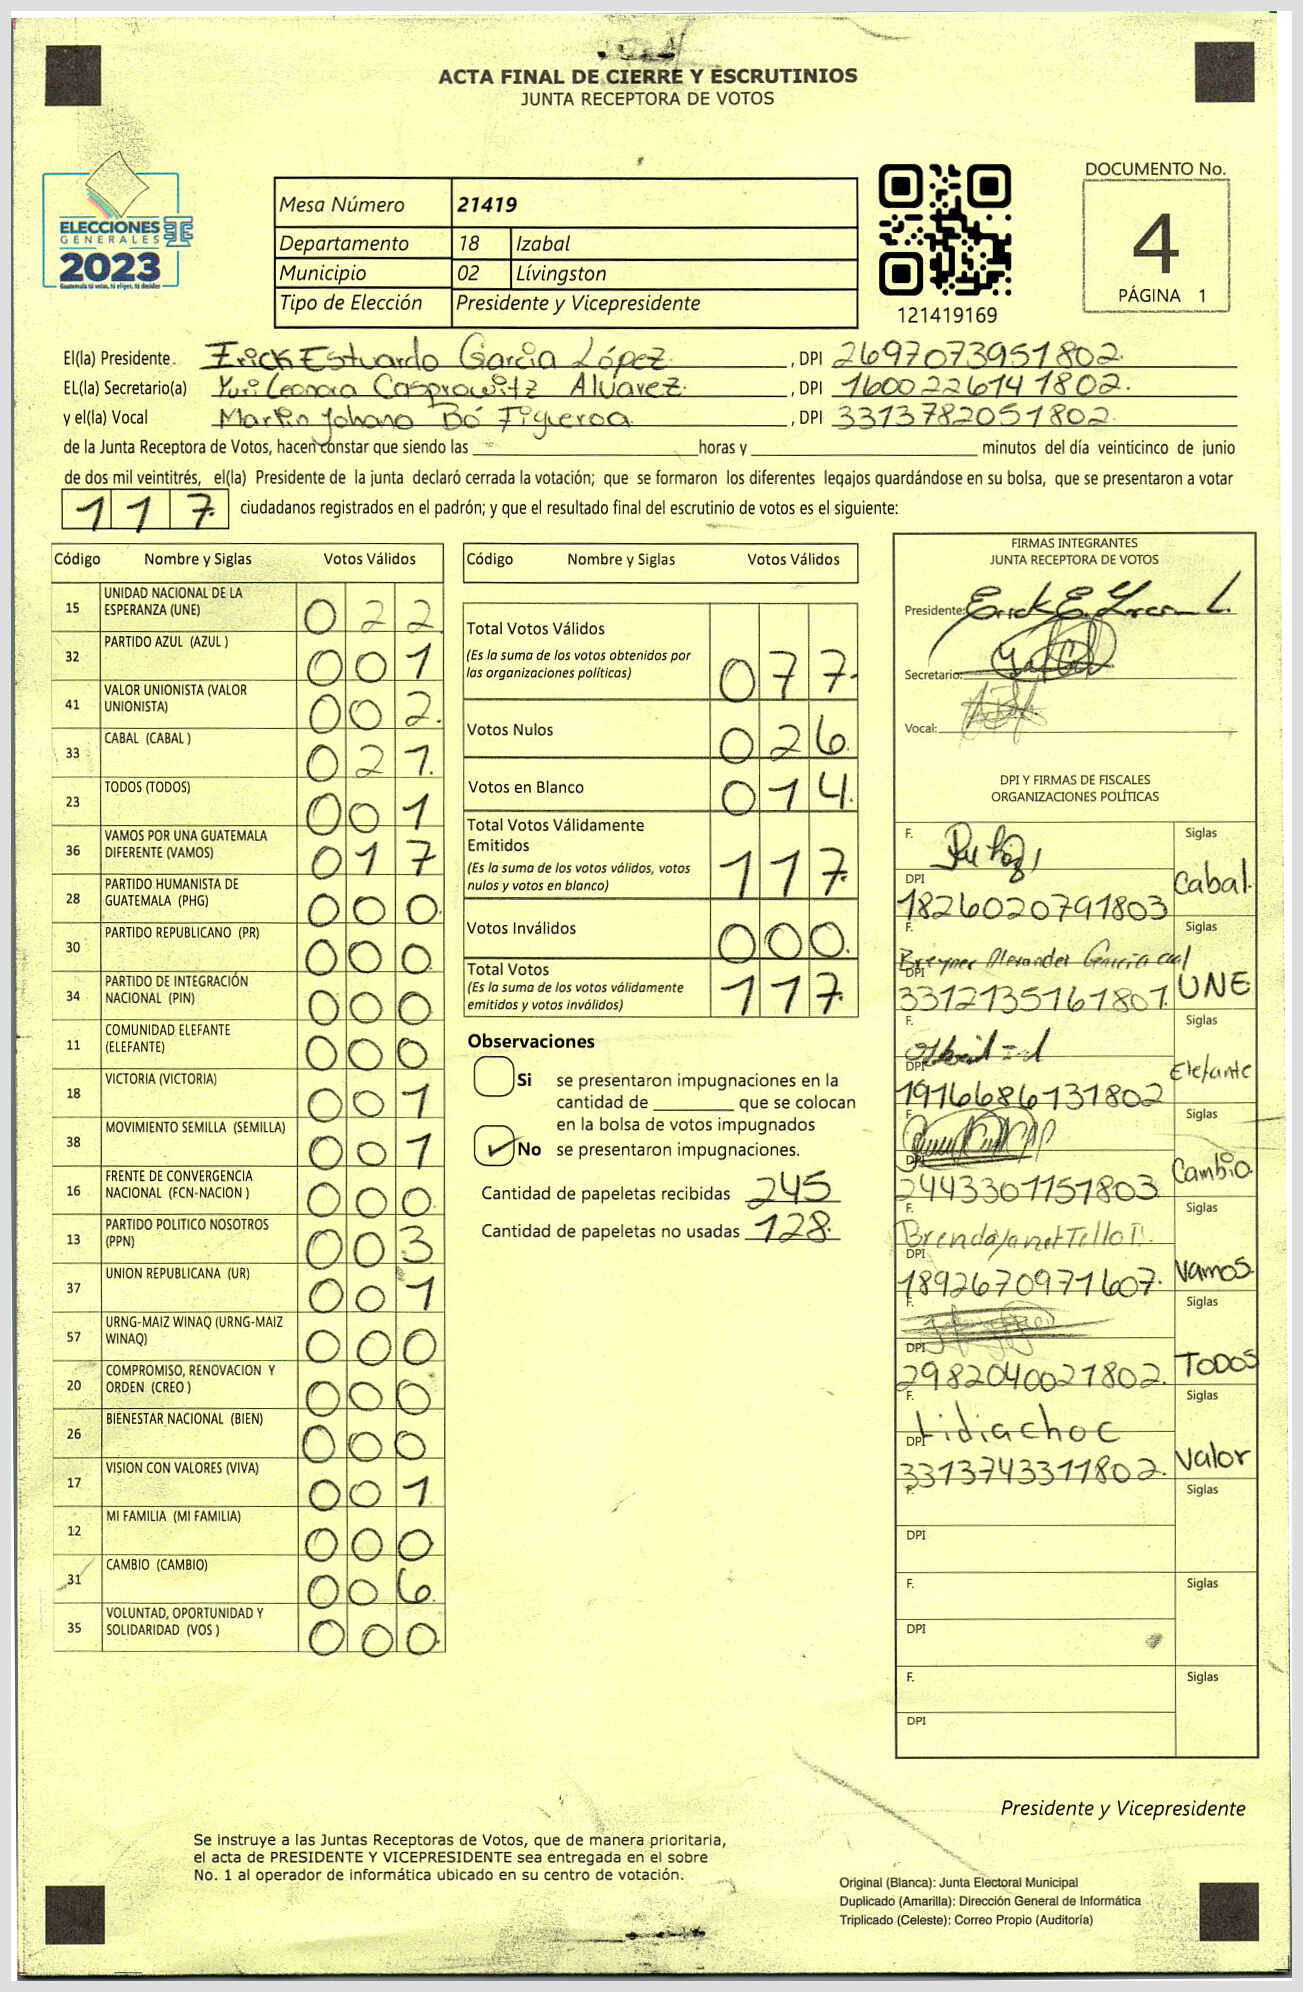 ACTA FINAL DE CIERRE Y ESCRUTINIOS
JUNTA RECEPTORA DE VOTOS
ELECCIONES
GENERALES
2023
Guatemala tú votas, tú eliges, tú decides
Mesa Número 21419
Departamento 18 Izabal
Municipio 02 Lívingston
Tipo de Elección Presidente y Vicepresidente
121419169
DOCUMENTO No.
4
PÁGINA 1
El(la) Presidente. Erick Estuardo Garcia López , DPI 2697073951802.
EL(la) Secretario(a) Yuri Leonora Casprowitz Alvarez. , DPI 1600226141802.
y el(la) Vocal Martin Johano Bó Figueroa. , DPI 3313782051802.
de la Junta Receptora de Votos, hacen constar que siendo las horas y minutos del día veinticinco de junio
de dos mil veintitrés, el(la) Presidente de la junta declaró cerrada la votación; que se formaron los diferentes legajos quardándose en su bolsa, que se presentaron a votar
117. ciudadanos registrados en el padrón; y que el resultado final del escrutinio de votos es el siguiente:
Código Nombre y Siglas Votos Válidos
15 UNIDAD NACIONAL DE LA ESPERANZA (UNE) 022
32 PARTIDO AZUL (AZUL ) 001
41 VALOR UNIONISTA (VALOR UNIONISTA) 002.
33 CABAL (CABAL ) 021.
23 TODOS (TODOS) 001
36 VAMOS POR UNA GUATEMALA DIFERENTE (VAMOS) 017
28 PARTIDO HUMANISTA DE GUATEMALA (PHG) 000.
30 PARTIDO REPUBLICANO (PR) 000.
34 PARTIDO DE INTEGRACIÓN NACIONAL (PIN) 000
11 COMUNIDAD ELEFANTE (ELEFANTE) 000
18 VICTORIA (VICTORIA) 001
38 MOVIMIENTO SEMILLA (SEMILLA) 001
16 FRENTE DE CONVERGENCIA NACIONAL (FCN-NACION ) 000.
13 PARTIDO POLITICO NOSOTROS (PPN) 003
37 UNION REPUBLICANA (UR) 001
57 URNG-MAIZ WINAQ (URNG-MAIZ WINAQ) 000
20 COMPROMISO, RENOVACION Y ORDEN (CREO ) 000
26 BIENESTAR NACIONAL (BIEN) 000
17 VISION CON VALORES (VIVA) 001
12 MI FAMILIA (MI FAMILIA) 000
31 CAMBIO (CAMBIO) 006.
35 VOLUNTAD, OPORTUNIDAD Y SOLIDARIDAD (VOS ) 000.
Código Nombre y Siglas Votos Válidos
Total Votos Válidos
(Es la suma de los votos obtenidos por
las organizaciones politicas) 077.
Votos Nulos 026.
Votos en Blanco 014.
Total Votos Válidamente
Emitidos
(Es la suma de los votos válidos, votos
nulos y votos en blanco) 117.
Votos Inválidos 000.
Total Votos
(Es la suma de los votos válidamente
emitidos y votos inválidos) 117.
Observaciones
Si se presentaron impugnaciones en la
cantidad de que se colocan
en la bolsa de votos impugnados
No se presentaron impugnaciones.
Cantidad de papeletas recibidas 245
Cantidad de papeletas no usadas 128.
FIRMAS INTEGRANTES
JUNTA RECEPTORA DE VOTOS
Presidente:
Secretario:
Vocal:
DPI Y FIRMAS DE FISCALES
ORGANIZACIONES POLÍTICAS
F. Siglas
DPI 1826020791803 Cabal.
F. Alexander Garcia Siglas
DPI 3312135161801. UNE
F. Siglas
DPI 1916686131802 Elefante
F. Siglas
DPI 2443301151803 Cambio.
F. Brenda Janet Tello Siglas
DPI 1892670971607. Vamos.
F. Siglas
DPI 2982040021802. TODOS
F. Lidia choc Siglas
DPI 3313743311802. Valor
F. Siglas
DPI
F. Siglas
DPI
F. Siglas
DPI
Presidente y Vicepresidente
Se instruye a las Juntas Receptoras de Votos, que de manera prioritaria,
el acta de PRESIDENTE Y VICEPRESIDENTE sea entregada en el sobre
No. 1 al operador de informática ubicado en su centro de votación.
Original (Blanca): Junta Electoral Municipal
Duplicado (Amarilla): Dirección General de Informática
Triplicado (Celeste): Correo Propio (Auditoría)